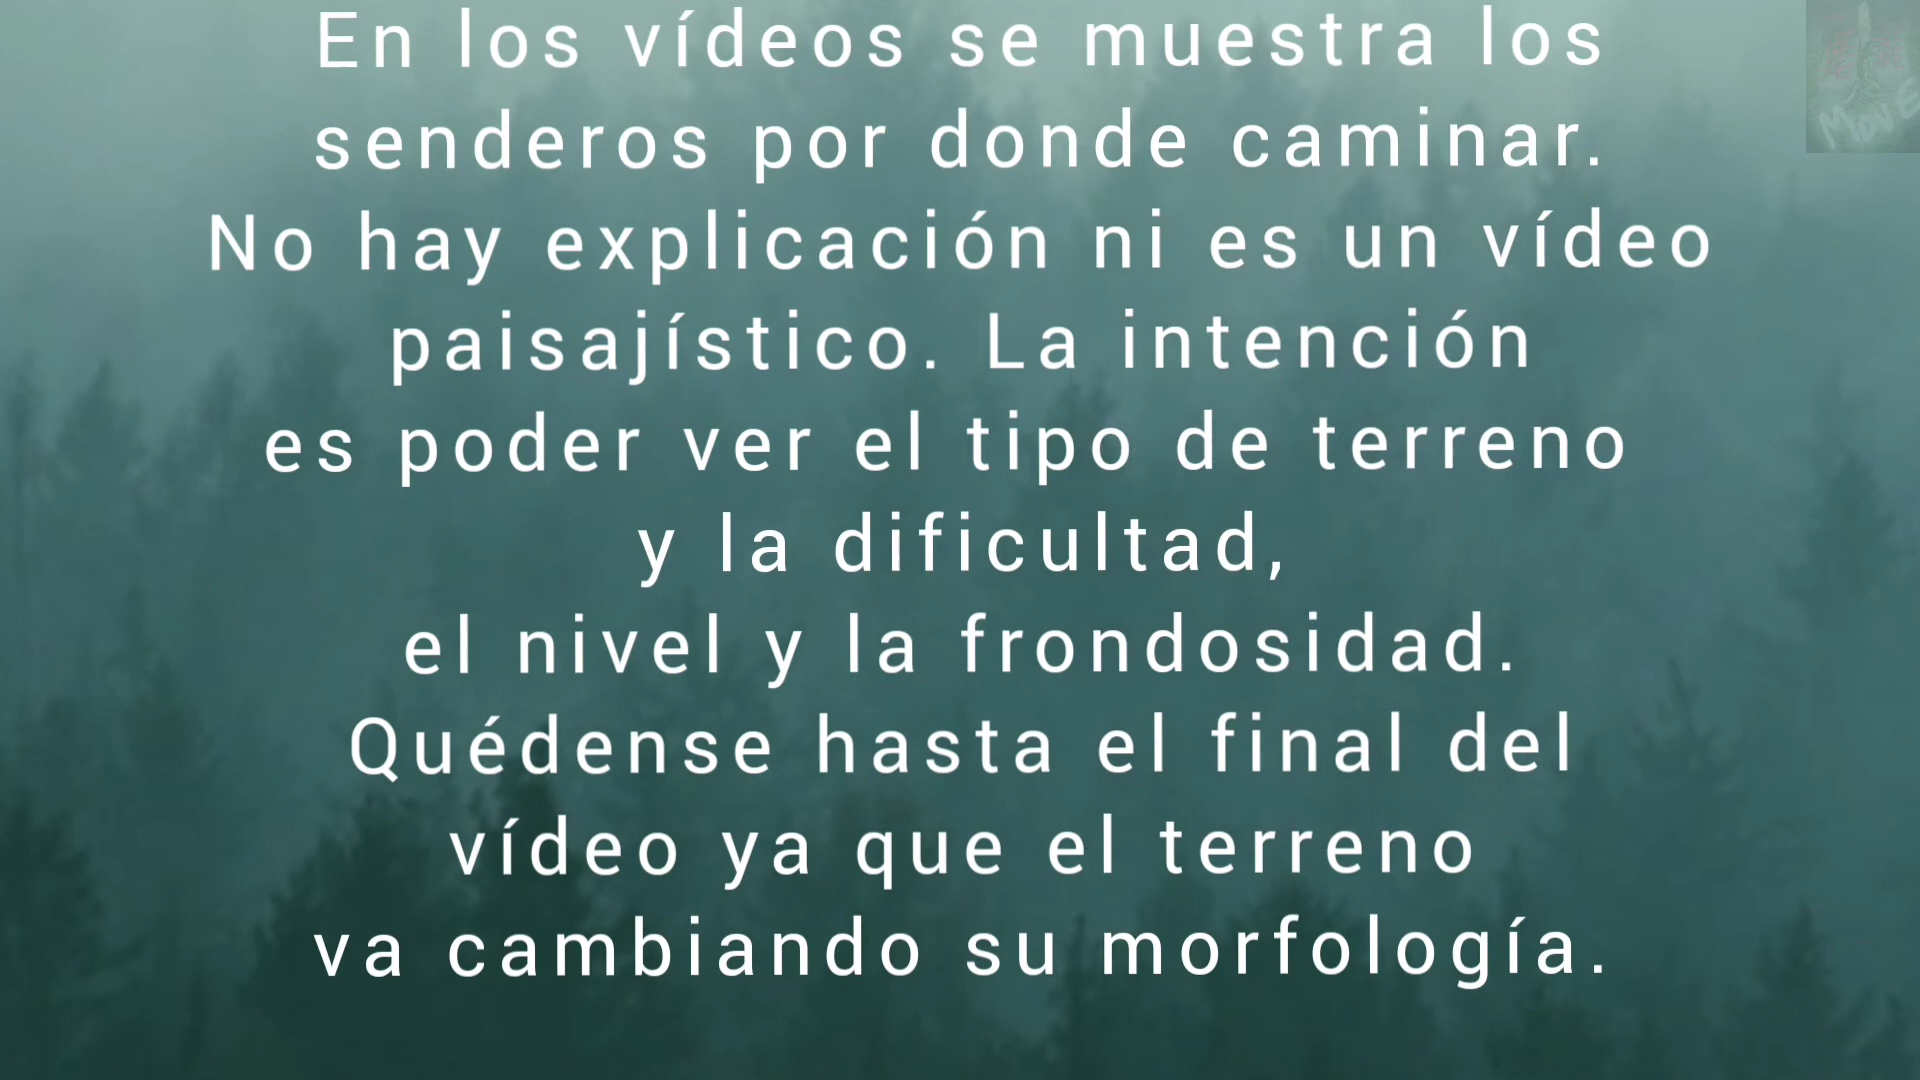 En los vídeos se muestra los
senderos por donde caminar.
No hay explicación ni es un vídeo
paisajístico. La intención
es poder ver el tipo de terreno
y la dificultad,
el nivel y la frondosidad.
Quédense hasta el final del
vídeo ya que el terreno
va cambiando su morfología.